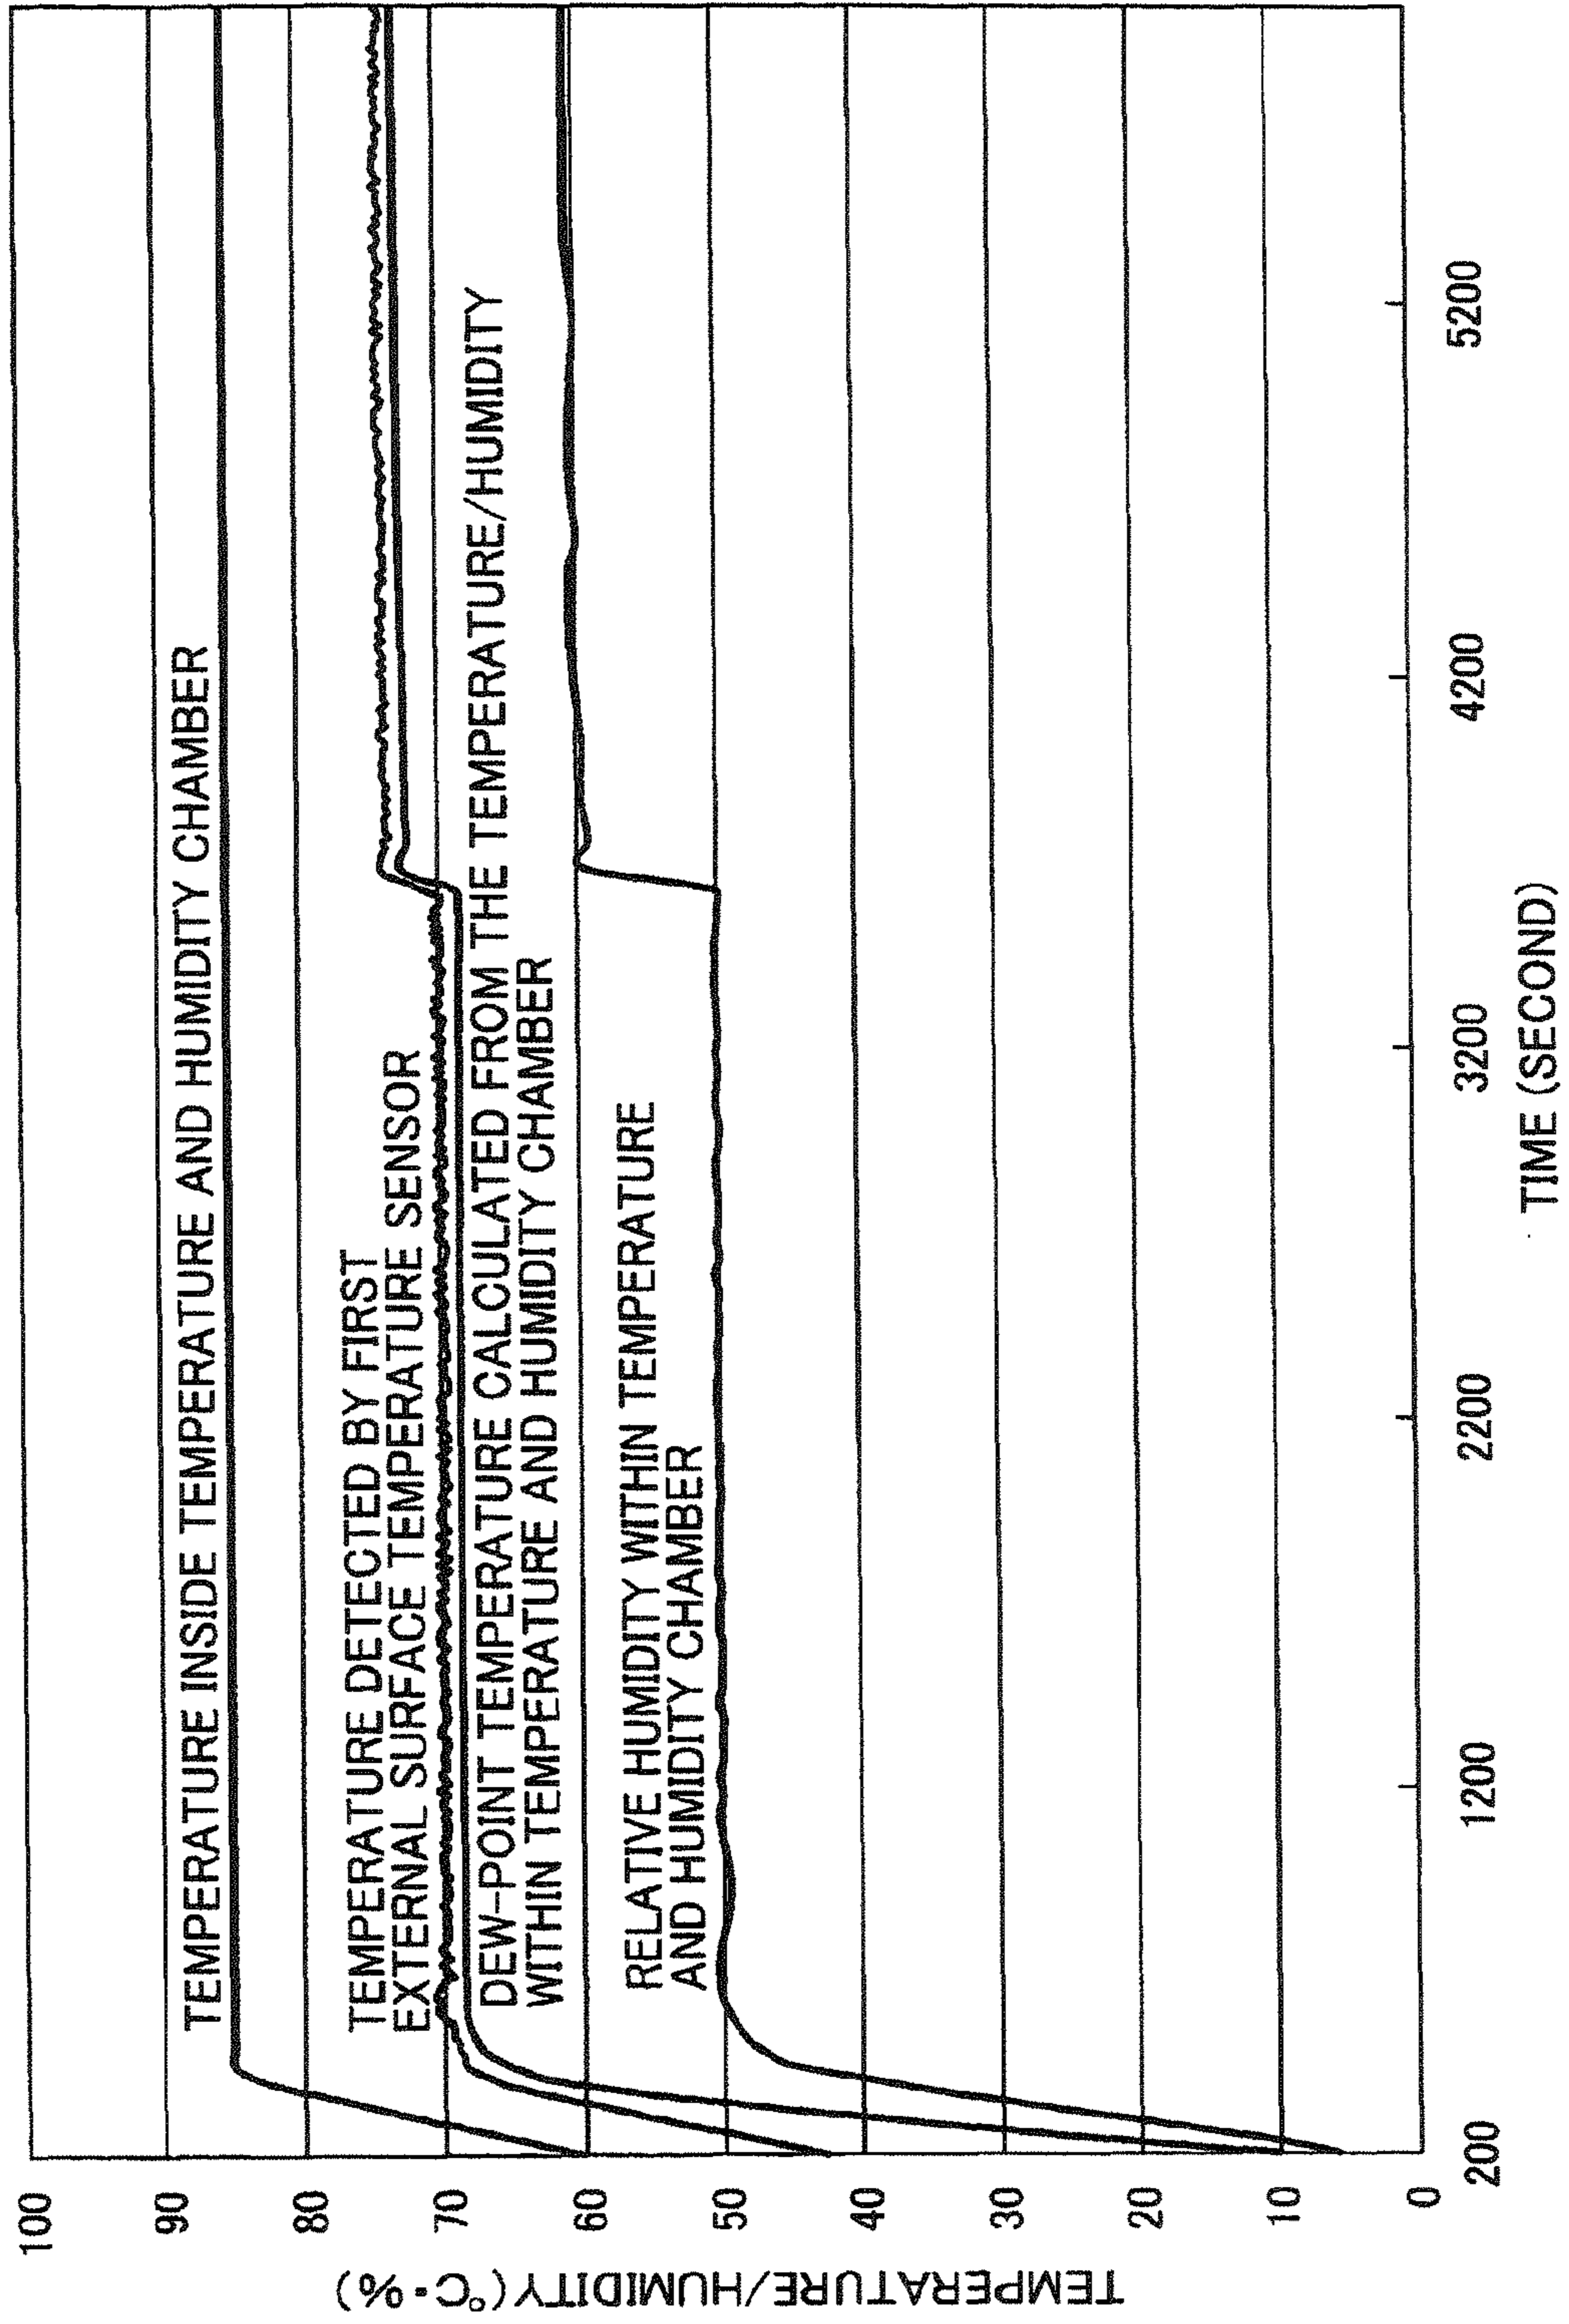 TEMPERATURE/HUMIDITY(°C・%)
100
90
80
70
60
50
40
30
20
10
0
TEMPERATURE INSIDE TEMPERATURE AND HUMIDITY CHAMBER
TEMPERATURE DETECTED BY FIRST
EXTERNAL SURFACE TEMPERATURE SENSOR
DEW-POINT TEMPERATURE CALCULATED FROM THE TEMPERATURE/HUMIDITY
WITHIN TEMPERATURE AND HUMIDITY CHAMBER
RELATIVE HUMIDITY WITHIN TEMPERATURE
AND HUMIDITY CHAMBER
200
1200
2200
3200
4200
5200
TIME (SECOND)